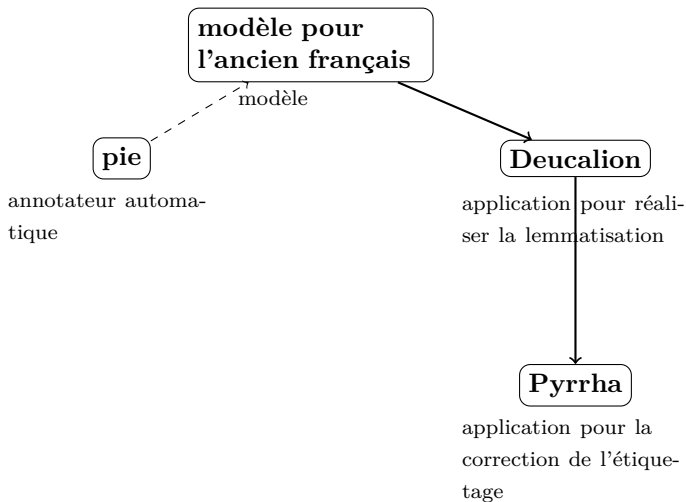 modèle pour
l'ancien français
modèle
pie
annotateur automa-
tique
Deucalion
application pour réali-
ser la lemmatisation
Pyrrha
application pour la
correction de l'étique-
tage